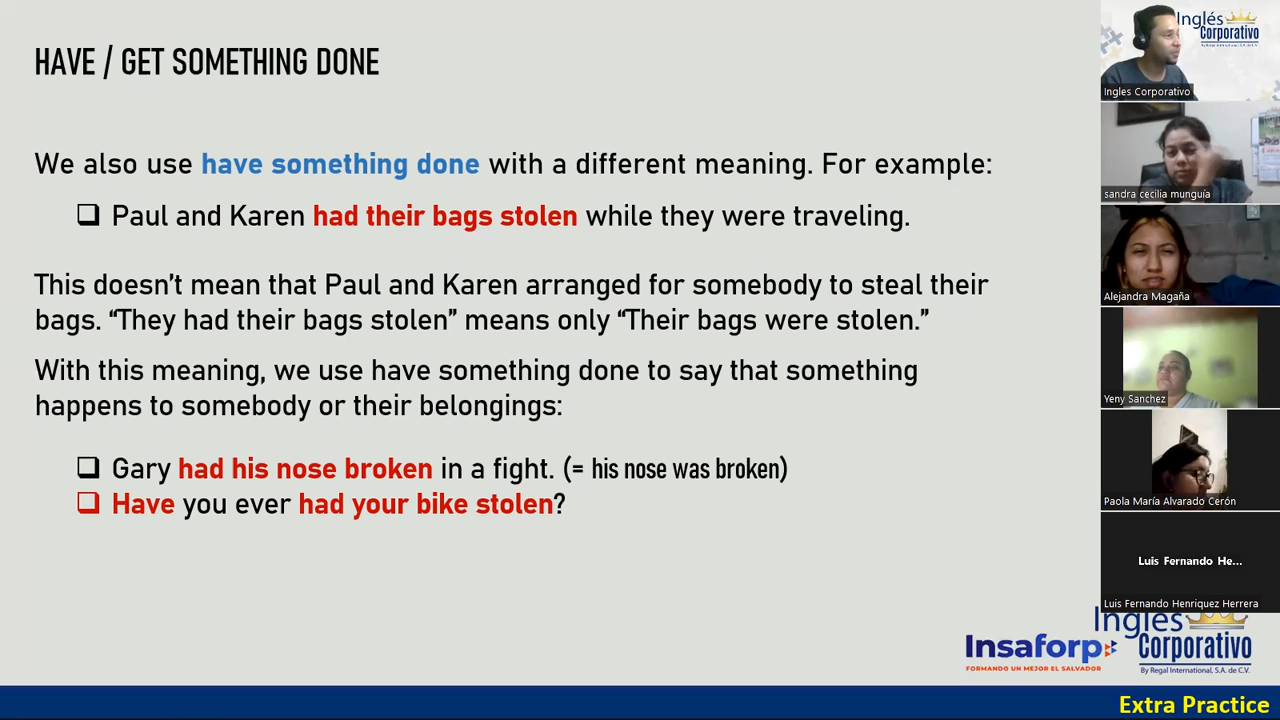 HAVE / GET SOMETHING DONE
We also use have something done with a different meaning. For example:
Paul and Karen had their bags stolen while they were traveling.
This doesn’t mean that Paul and Karen arranged for somebody to steal their
bags. “They had their bags stolen” means only “Their bags were stolen.”
With this meaning, we use have something done to say that something
happens to somebody or their belongings:
Gary had his nose broken in a fight. (= his nose was broken)
Have you ever had your bike stolen?
Inglés
Corporativo
By Regal International, S.A. de C.V.
Ingles Corporativo
sandra cecilia munguía
Alejandra Magaña
Yeny Sanchez
Paola María Alvarado Cerón
Luis Fernando He...
Luis Fernando Henriquez Herrera
Insaforp
FORMANDO UN MEJOR EL SALVADOR
Inglés
Corporativo
By Regal International, S.A. de C.V.
Extra Practice